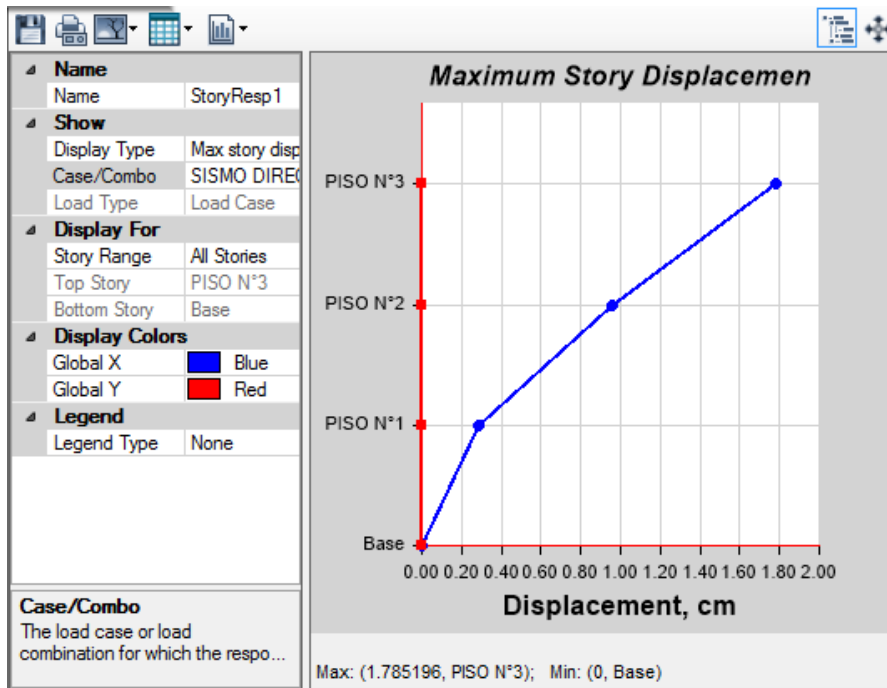 Name
Name StoryResp1
Show
Display Type Max story disp
Case/Combo SISMO DIREC
Load Type Load Case
Display For
Story Range All Stories
Top Story PISO N°3
Bottom Story Base
Display Colors
Global X Blue
Global Y Red
Legend
Legend Type None
Case/Combo
The load case or load
combination for which the respo...
Maximum Story Displacemen
PISO N°3
PISO N°2
PISO N°1
Base
0.00 0.20 0.40 0.60 0.80 1.00 1.20 1.40 1.60 1.80 2.00
Displacement, cm
Max: (1.785196, PISO N°3); Min: (0, Base)